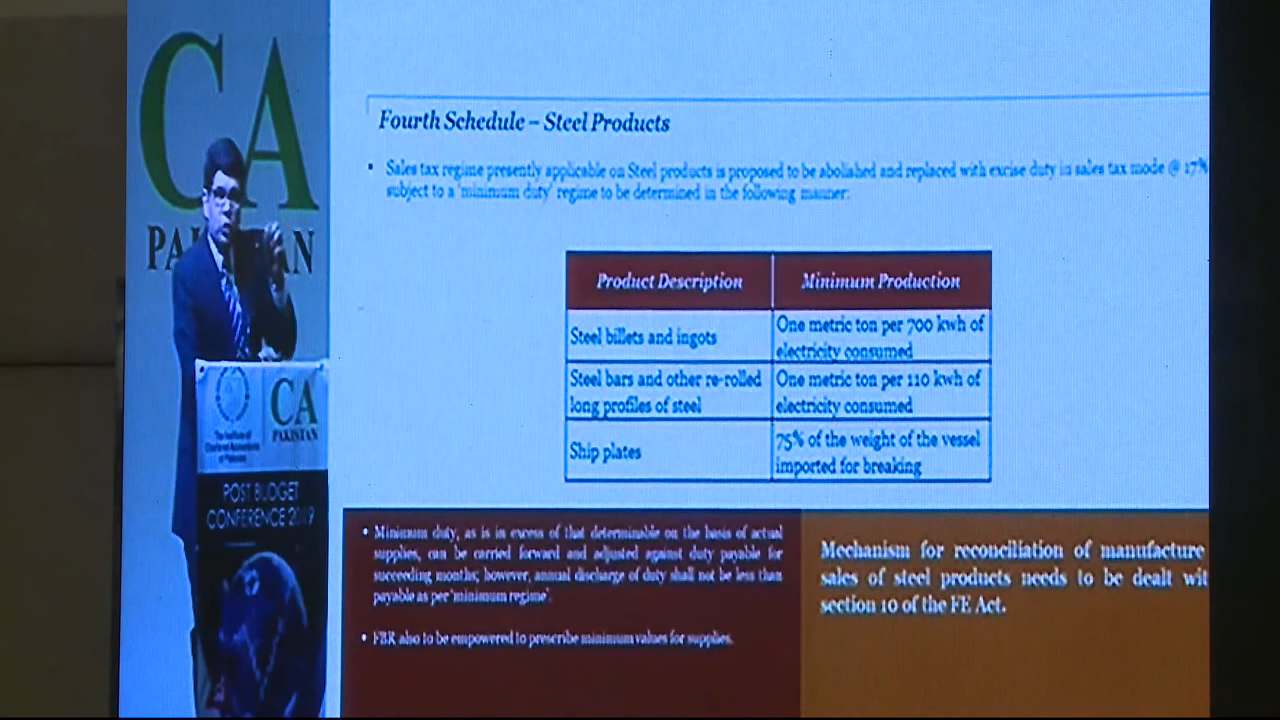 CA
PAKISTAN
CA
PAKISTAN
The Institute of
Chartered Accountants
of Pakistan
POST BUDGET
CONFERENCE 2019
Fourth Schedule – Steel Products
• Sales tax regime presently applicable on Steel products is proposed to be abolished and replaced with excise duty in sales tax mode @ 17%
subject to a 'minimum duty' regime to be determined in the following manner:
Product Description Minimum Production
Steel billets and ingots One metric ton per 700 kwh of
electricity consumed
Steel bars and other re-rolled One metric ton per 110 kwh of
long profiles of steel electricity consumed
Ship plates 75% of the weight of the vessel
imported for breaking
• Minimum duty, as is in excess of that determinable on the basis of actual
supplies, can be carried forward and adjusted against duty payable for
succeeding months; however, annual discharge of duty shall not be less than
payable as per 'minimum regime'.
• FBR also to be empowered to prescribe minimum values for supplies.
Mechanism for reconciliation of manufacture
sales of steel products needs to be dealt wit
section 10 of the FE Act.